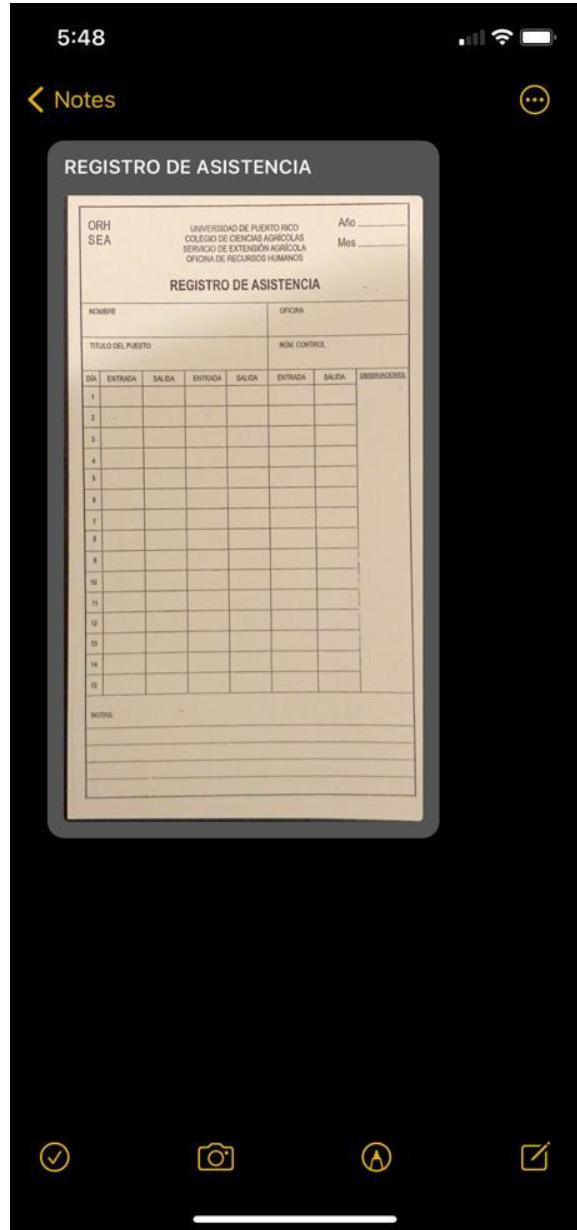 5:48
Notes
REGISTRO DE ASISTENCIA
ORH
SEA
UNIVERSIDAD DE PUERTO RICO
COLEGIO DE CIENCIAS AGRÍCOLAS
SERVICIO DE EXTENSIÓN AGRÍCOLA
OFICINA DE RECURSOS HUMANOS
Año
Mes
REGISTRO DE ASISTENCIA
NOMBRE OFICINA
TITULO DEL PUESTO NÚM. CONTROL
DÍA ENTRADA SALIDA ENTRADA SALIDA ENTRADA SALIDA OBSERVACIONES
1
2
3
4
5
6
7
8
9
10
11
12
13
14
15
NOTAS: